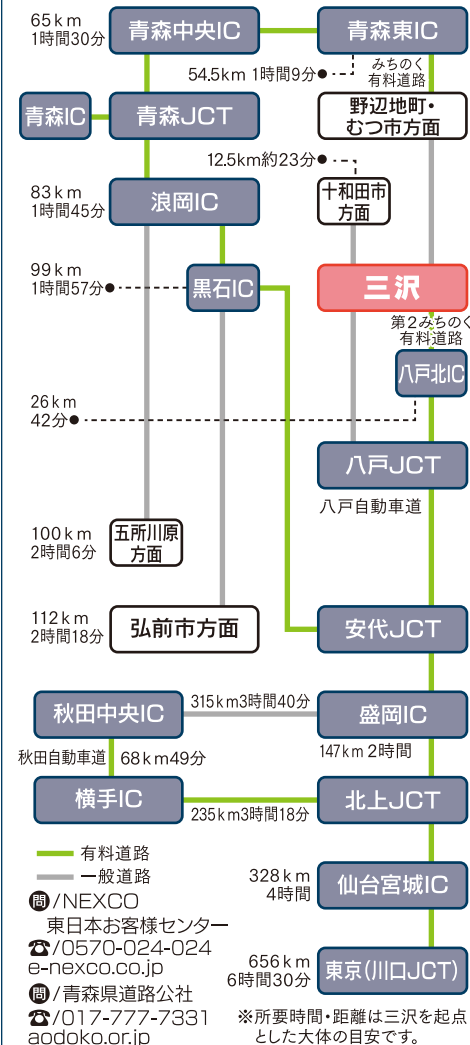 65km
1時間30分
青森中央IC
青森東IC
54.5km 1時間9分●
みちのく
有料道路
青森IC
青森JCT
野辺地町・
むつ市方面
12.5km約23分●
83km
1時間45分
浪岡IC
十和田市
方面
99km
1時間57分●
黒石IC
三沢
第2みちのく
有料道路
八戸北IC
26km
42分●
八戸JCT
八戸自動車道
100km
2時間6分
五所川原
方面
112km
2時間18分
弘前市方面
安代JCT
秋田中央IC
315km3時間40分
盛岡IC
秋田自動車道
68km49分
147km 2時間
横手IC
235km3時間18分
北上JCT
有料道路
一般道路
328km
4時間
仙台宮城IC
問/NEXCO
東日本お客様センター
☎/0570-024-024
e-nexco.co.jp
656km
6時間30分
東京(川口JCT)
問/青森県道路公社
☎/017-777-7331
aodoko.or.jp
※所要時間・距離は三沢を起点
とした大体の目安です。